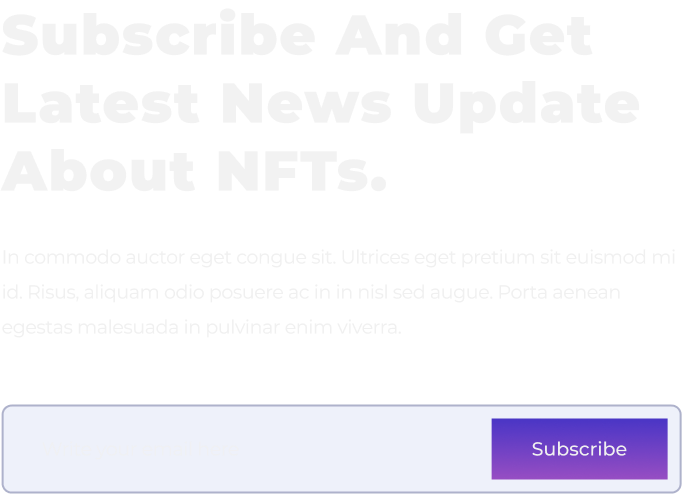 Subscribe And Get
Latest News Update
About NFTs.
In commodo auctor eget congue sit. Ultrices eget pretium sit euismod mi
id. Risus, aliquam odio posuere ac in in nisl sed augue. Porta aenean
egestas malesuada in pulvinar enim viverra.
Subscribe